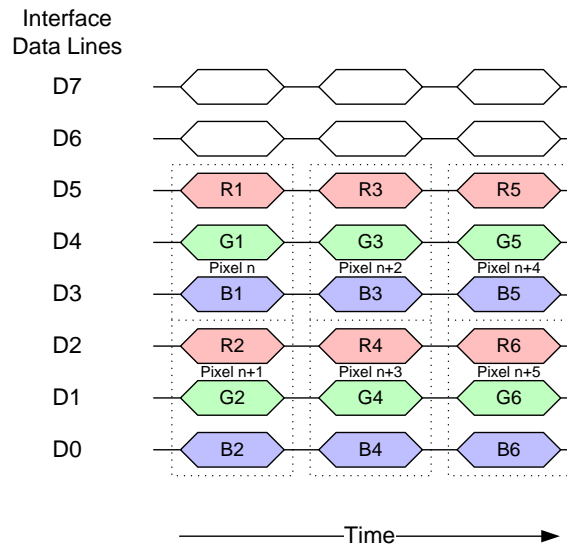 Interface
Data Lines
D7
D6
D5 R1 R3 R5
D4 G1 G3 G5
Pixel n Pixel n+2 Pixel n+4
D3 B1 B3 B5
D2 R2 R4 R6
Pixel n+1 Pixel n+3 Pixel n+5
D1 G2 G4 G6
D0 B2 B4 B6
Time